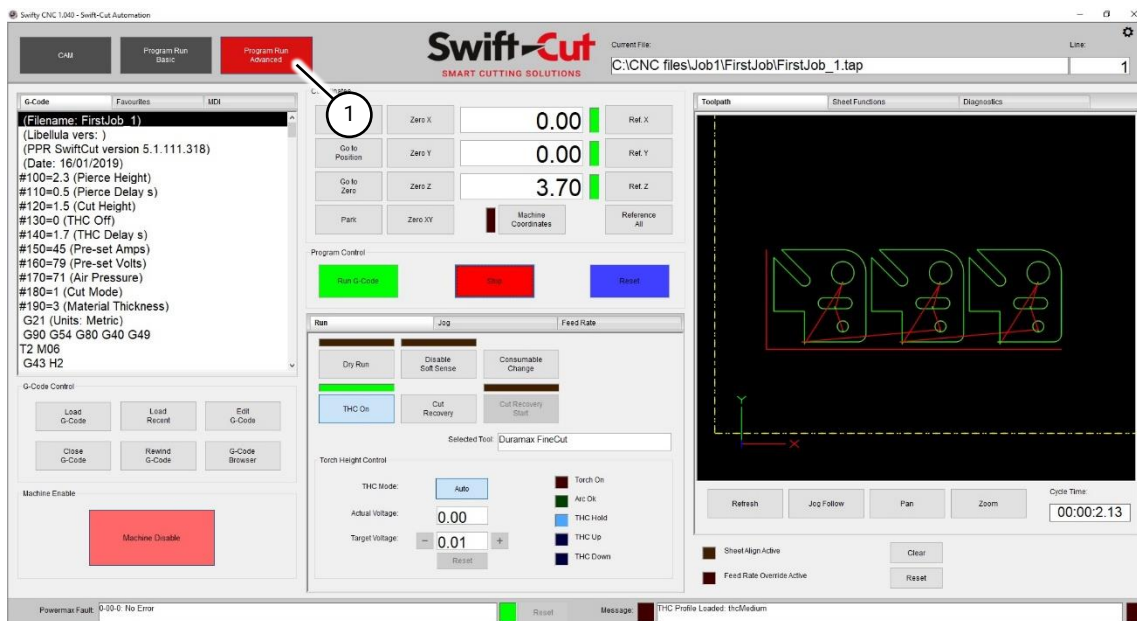 Swifty CNC 1.040 - Swift-Cut Automation
CAM
Program Run
Basic
Program Run
Advanced
Swift-Cut
SMART CUTTING SOLUTIONS
Current File:
C:\CNC files\Job1\FirstJob\FirstJob_1.tap
Line:
1
1
G-Code
Favourites
MDI
(Filename: FirstJob_1)
(Libellula vers: )
(PPR SwiftCut version 5.1.111.318)
(Date: 16/01/2019)
#100=2.3 (Pierce Height)
#110=0.5 (Pierce Delay s)
#120=1.5 (Cut Height)
#130=0 (THC Off)
#140=1.7 (THC Delay s)
#150=45 (Pre-set Amps)
#160=79 (Pre-set Volts)
#170=71 (Air Pressure)
#180=1 (Cut Mode)
#190=3 (Material Thickness)
G21 (Units: Metric)
G90 G54 G80 G40 G49
T2 M06
G43 H2
G-Code Control
Load
G-Code
Load
Recent
Edit
G-Code
Close
G-Code
Rewind
G-Code
G-Code
Browser
Machine Enable
Machine Disable
Zero X
0.00
Ref. X
Go to
Position
Zero Y
0.00
Ref. Y
Go to
Zero
Zero Z
3.70
Ref. Z
Park
Zero XY
Machine
Coordinates
Reference
All
Program Control
Run G-Code
Stop
Reset
Run
Jog
Feed Rate
Dry Run
Disable
Soft Sense
Consumable
Change
THC On
Cut
Recovery
Cut Recovery
Start
Selected Tool: Duramax FineCut
Torch Height Control
THC Mode:
Auto
Actual Voltage:
0.00
Target Voltage:
- 0.01 +
Reset
Torch On
Arc Ok
THC Hold
THC Up
THC Down
Toolpath
Sheet Functions
Diagnostics
Y
X
Refresh
Jog Follow
Pan
Zoom
Cycle Time:
00:00:2.13
Sheet Align Active
Clear
Feed Rate Override Active
Reset
Powermax Fault: 0-00-0: No Error
Reset
Message: THC Profile Loaded: thcMedium